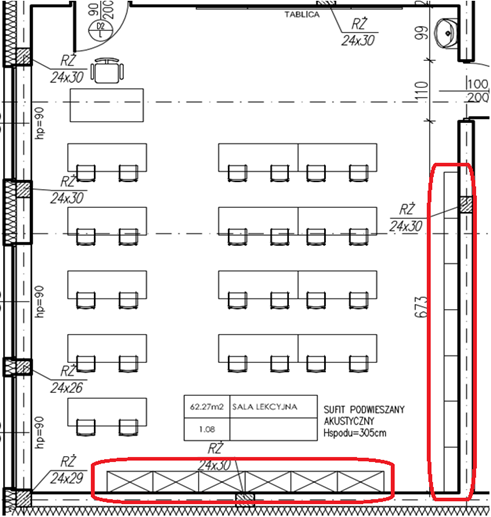 90
200
D2
L
TABLICA
RŻ
24x30
99
RŻ
24x30
100
200
110
hp=90
RŻ
24x30
RŻ
24x30
hp=90
673
RŻ
24x26
62.27m2 SALA LEKCYJNA
1.08
SUFIT PODWIESZANY
AKUSTYCZNY
Hspodu=305cm
hp=90
RŻ
24x30
RŻ
24x29